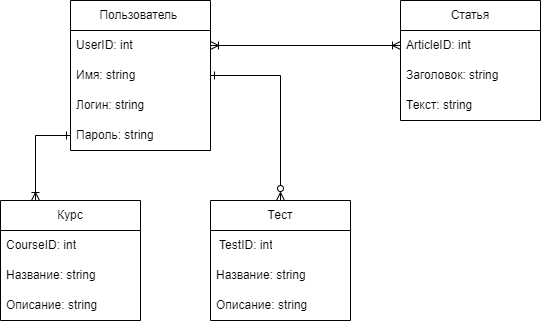 Пользователь
UserID: int
Имя: string
Логин: string
Пароль: string
Статья
ArticleID: int
Заголовок: string
Текст: string
Курс
CourseID: int
Название: string
Описание: string
Тест
TestID: int
Название: string
Описание: string